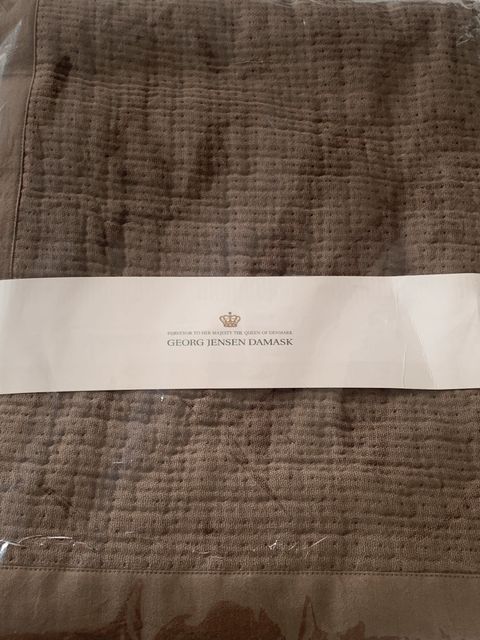 PURVEYOR TO HER MAJESTY THE QUEEN OF DENMARK
GEORG JENSEN DAMASK